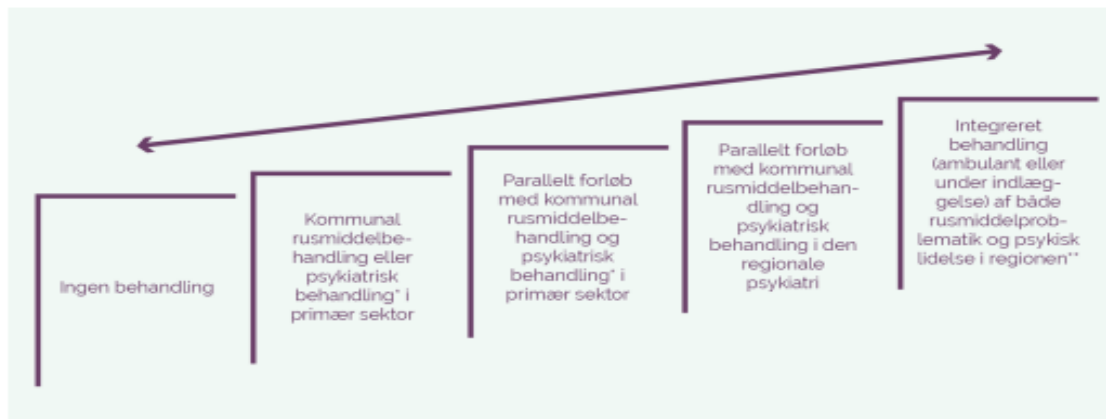 Ingen behandling
Kommunal
rusmiddelbe-
handling eller
psykiatrisk
behandling* i
primær sektor
Parallelt forløb
med kommunal
rusmiddelbe-
handling og
psykiatrisk
behandling* i
primær sektor
Parallelt forløb
med kommunal
rusmiddelbehan-
dling og
psykiatrisk
behandling i den
regionale
psykiatri
Integreret
behandling
(ambulant eller
under indlæg-
gelse) af både
rusmiddelprob-
lematik og psykisk
lidelse i regionen**